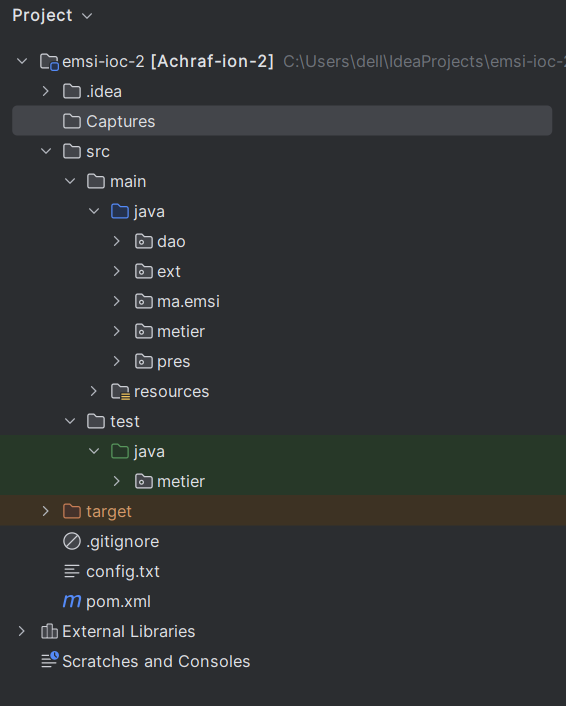 Project
emsi-ioc-2 [Achraf-ion-2] C:\Users\dell\IdeaProjects\emsi-ioc-2
.idea
Captures
src
main
java
dao
ext
ma.emsi
metier
pres
resources
test
java
metier
target
.gitignore
config.txt
pom.xml
External Libraries
Scratches and Consoles